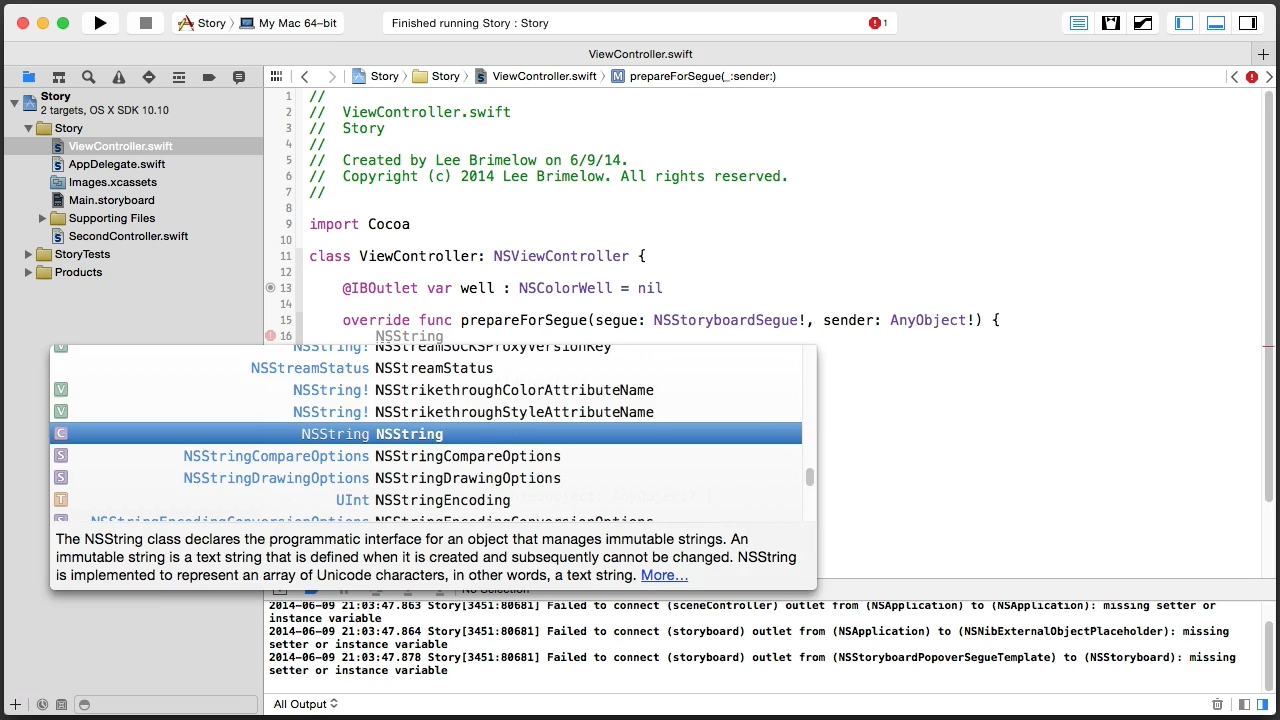 Story
My Mac 64-bit
Finished running Story : Story
1
ViewController.swift
Story
Story
ViewController.swift
prepareForSegue(_:sender:)
Story
2 targets, OS X SDK 10.10
Story
ViewController.swift
AppDelegate.swift
Images.xcassets
Main.storyboard
Supporting Files
SecondController.swift
StoryTests
Products
1 //
2 // ViewController.swift
3 // Story
4 //
5 // Created by Lee Brimelow on 6/9/14.
6 // Copyright (c) 2014 Lee Brimelow. All rights reserved.
7 //
8
9 import Cocoa
10
11 class ViewController: NSViewController {
12
13 @IBOutlet var well : NSColorWell = nil
14
15 override func prepareForSegue(segue: NSStoryboardSegue!, sender: AnyObject!) {
16 NSString
V NSString! NSStreamSOCKSProxyVersionKey
NSStreamStatus NSStreamStatus
V NSString! NSStrikethroughColorAttributeName
V NSString! NSStrikethroughStyleAttributeName
C NSString NSString
S NSStringCompareOptions NSStringCompareOptions
S NSStringDrawingOptions NSStringDrawingOptions
T UInt NSStringEncoding
S NSStringEncodingConversionOptions NSStringEncodingConversionOptions
The NSString class declares the programmatic interface for an object that manages immutable strings. An
immutable string is a text string that is defined when it is created and subsequently cannot be changed. NSString
is implemented to represent an array of Unicode characters, in other words, a text string. More...
No Selection
2014-06-09 21:03:47.863 Story[3451:80681] Failed to connect (sceneController) outlet from (NSApplication) to (NSApplication): missing setter or
instance variable
2014-06-09 21:03:47.864 Story[3451:80681] Failed to connect (storyboard) outlet from (NSApplication) to (NSNibExternalObjectPlaceholder): missing
setter or instance variable
2014-06-09 21:03:47.878 Story[3451:80681] Failed to connect (storyboard) outlet from (NSStoryboardPopoverSegueTemplate) to (NSStoryboard): missing
setter or instance variable
All Output